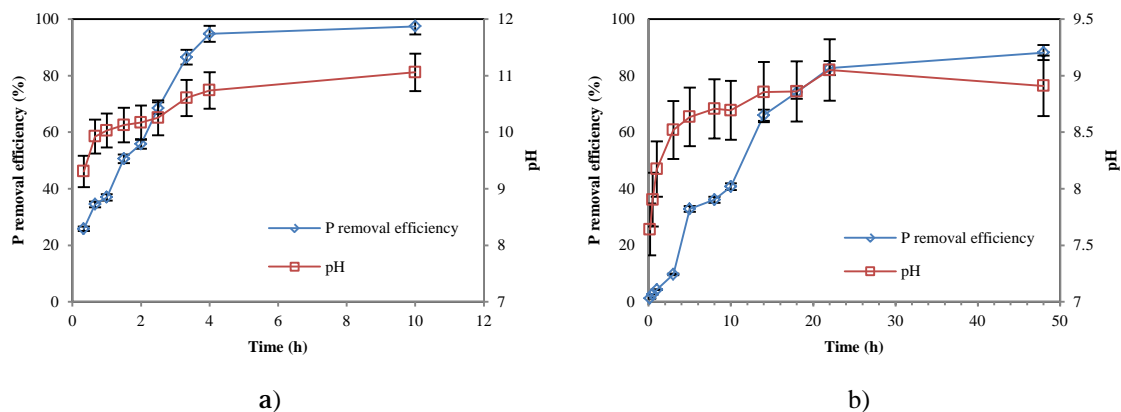 100
80
60
40
20
0
P removal efficiency (%)
12
11
10
9
8
7
pH
P removal efficiency
pH
0 2 4 6 8 10 12
Time (h)
a)
100
80
60
40
20
0
P removal efficiency (%)
9.5
9
8.5
8
7.5
7
pH
P removal efficiency
pH
0 10 20 30 40 50
Time (h)
b)